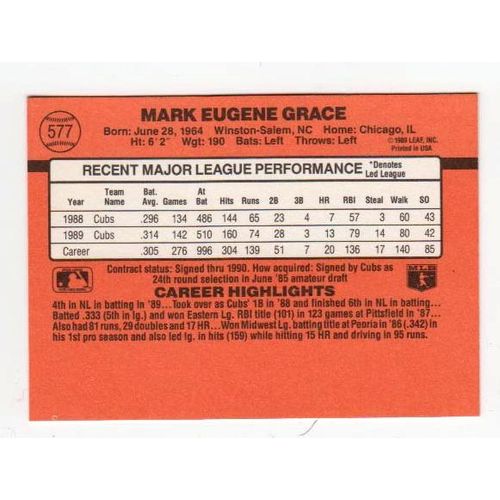 577
MARK EUGENE GRACE
Born: June 28, 1964 Winston-Salem, NC Home: Chicago, IL
Ht: 6'2" Wgt: 190 Bats: Left Throws: Left
© 1989 LEAF, INC.
Printed in USA
RECENT MAJOR LEAGUE PERFORMANCE *Denotes Led League
Year Team Name Bat. Avg. Games At Bat Hits Runs 2B 3B HR RBI Steal Walk SO
1988 Cubs .296 134 486 144 65 23 4 7 57 3 60 43
1989 Cubs .314 142 510 160 74 28 3 13 79 14 80 42
Career .305 276 996 304 139 51 7 20 136 17 140 85
Contract status: Signed thru 1990. How acquired: Signed by Cubs as
24th round selection in June '85 amateur draft
CAREER HIGHLIGHTS
4th in NL in batting in '89...Took over as Cubs '1B in '88 and finished 6th in NL in batting...
Batted .333 (5th in lg.) and won Eastern Lg. RBI title (101) in 123 games at Pittsfield in '87...
Also had 81 runs, 29 doubles and 17 HR...Won Midwest Lg. batting title at Peoria in '86 (.342) in
his 1st pro season and also led lg. in hits (159) while hitting 15 HR and driving in 95 runs.
MLB